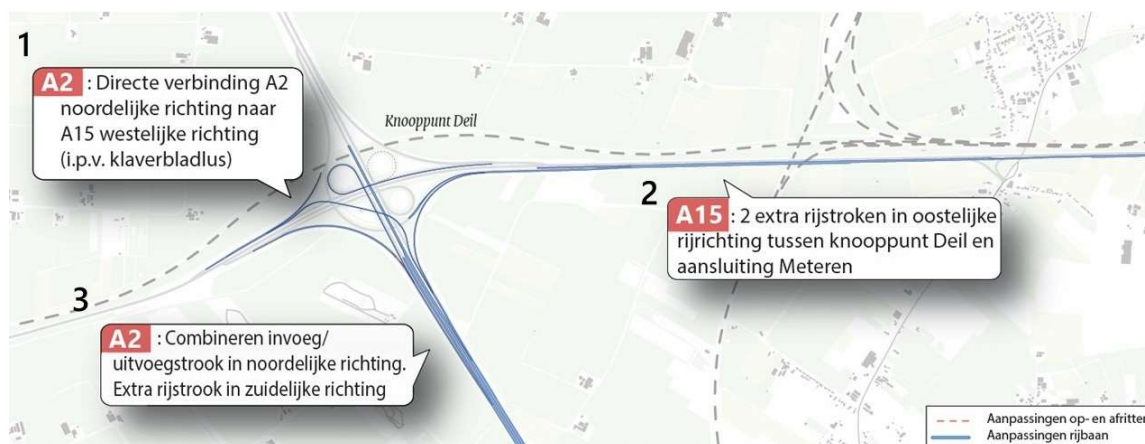 1
A2 : Directe verbinding A2
noordelijke richting naar
A15 westelijke richting
(i.p.v. klaverbladlus)
Knooppunt Deil
2
A15 : 2 extra rijstroken in oostelijke
rijrichting tussen knooppunt Deil en
aansluiting Meteren
3
A2 : Combineren invoeg/
uitvoegstrook in noordelijke richting.
Extra rijstrook in zuidelijke richting
Aanpassingen op- en afritten
Aanpassingen rijbaan